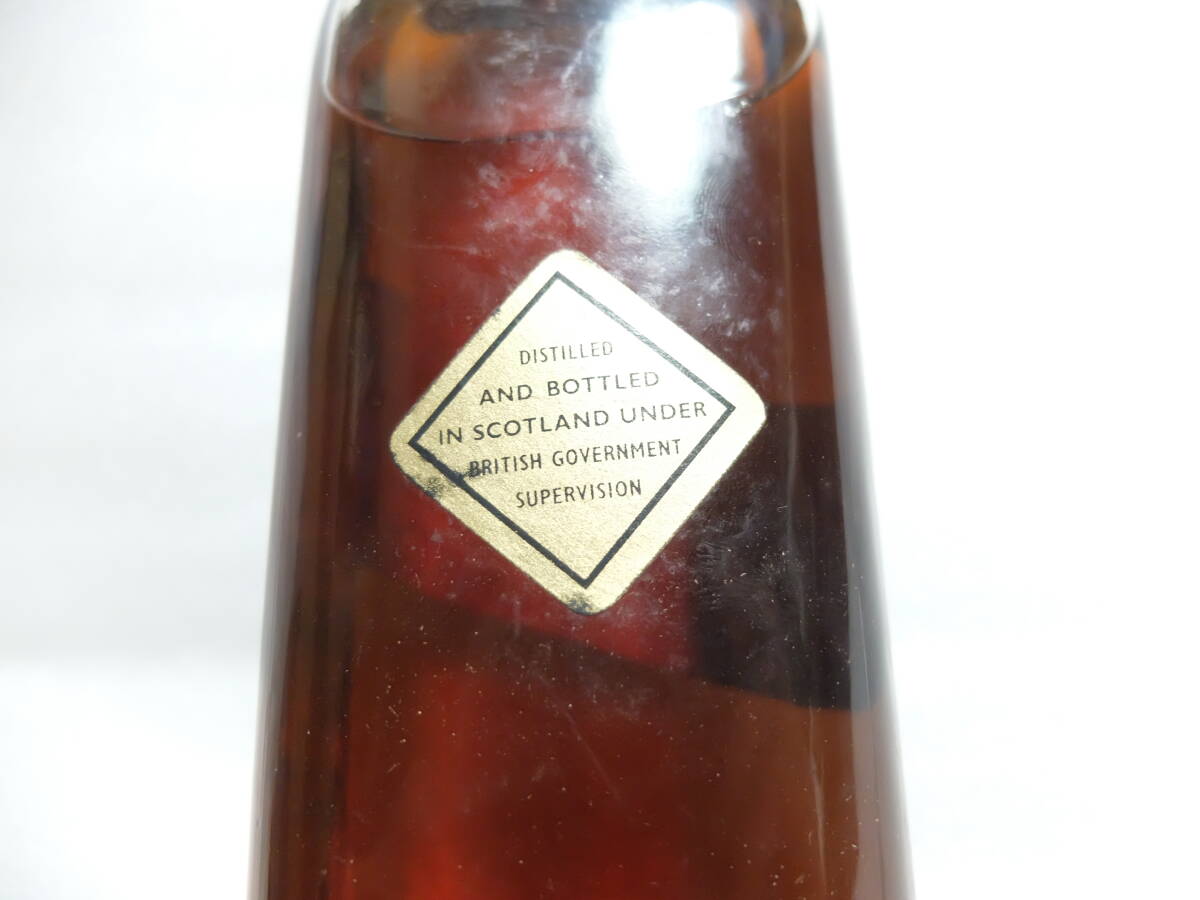 DISTILLED
AND BOTTLED
IN SCOTLAND UNDER
BRITISH GOVERNMENT
SUPERVISION